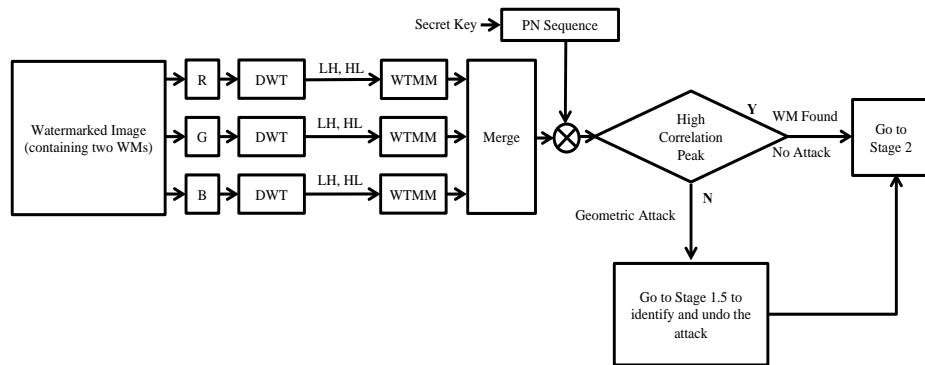 Secret Key
PN Sequence
Watermarked Image
(containing two WMs)
R
DWT
LH, HL
WTMM
G
DWT
LH, HL
WTMM
B
DWT
LH, HL
WTMM
Merge
High
Correlation
Peak
Y
WM Found
No Attack
Go to
Stage 2
N
Geometric Attack
Go to Stage 1.5 to
identify and undo the
attack